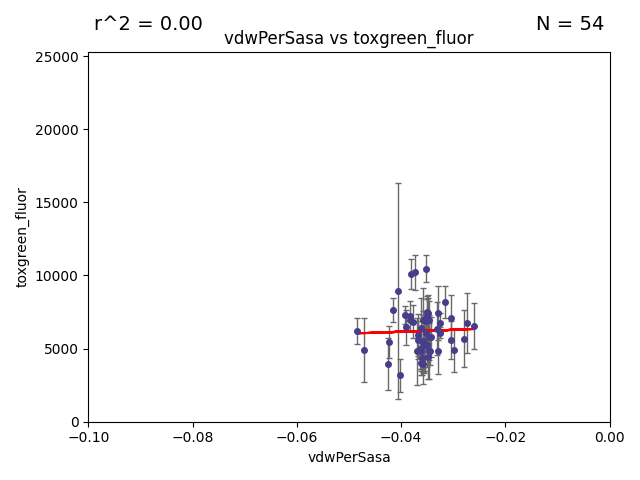 r^2 = 0.00
N = 54
vdwPerSasa vs toxgreen_fluor
25000
20000
15000
10000
5000
0
toxgreen_fluor
−0.10
−0.08
−0.06
−0.04
−0.02
0.00
vdwPerSasa